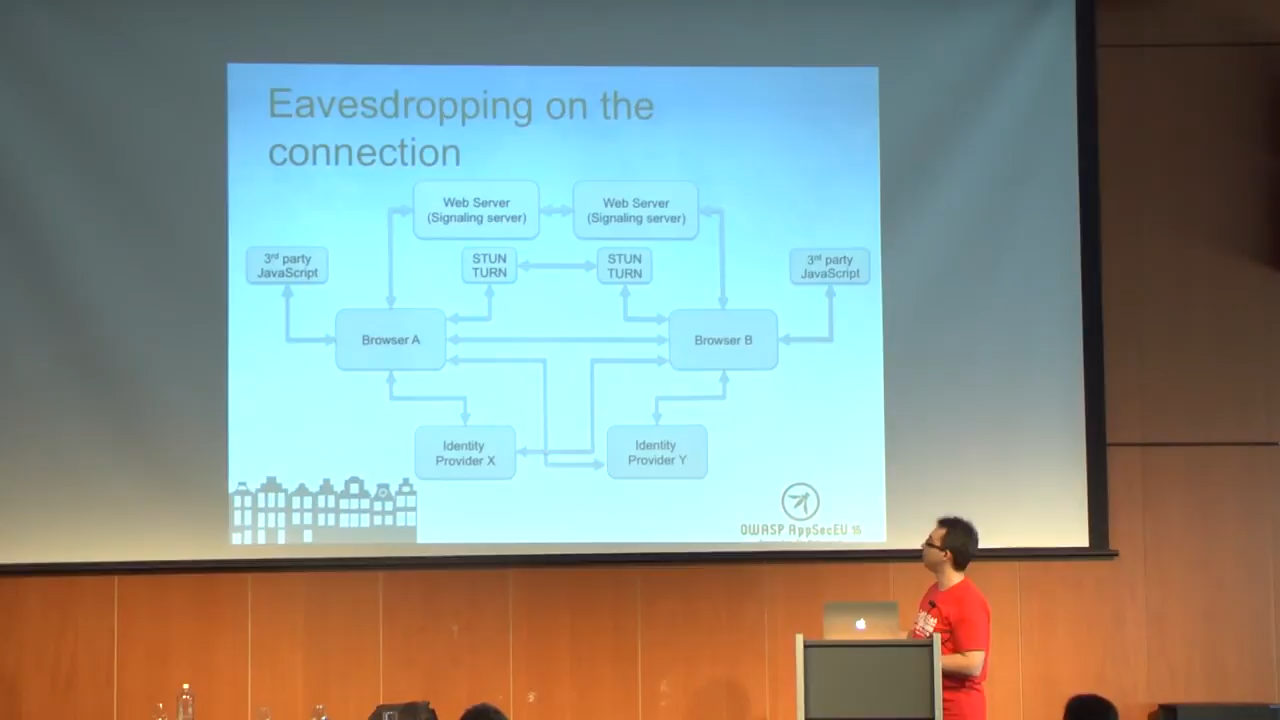 Eavesdropping on the
connection
Web Server
(Signaling server)
Web Server
(Signaling server)
3rd party
JavaScript
STUN
TURN
STUN
TURN
3rd party
JavaScript
Browser A
Browser B
Identity
Provider X
Identity
Provider Y
OWASP AppSecEU 15